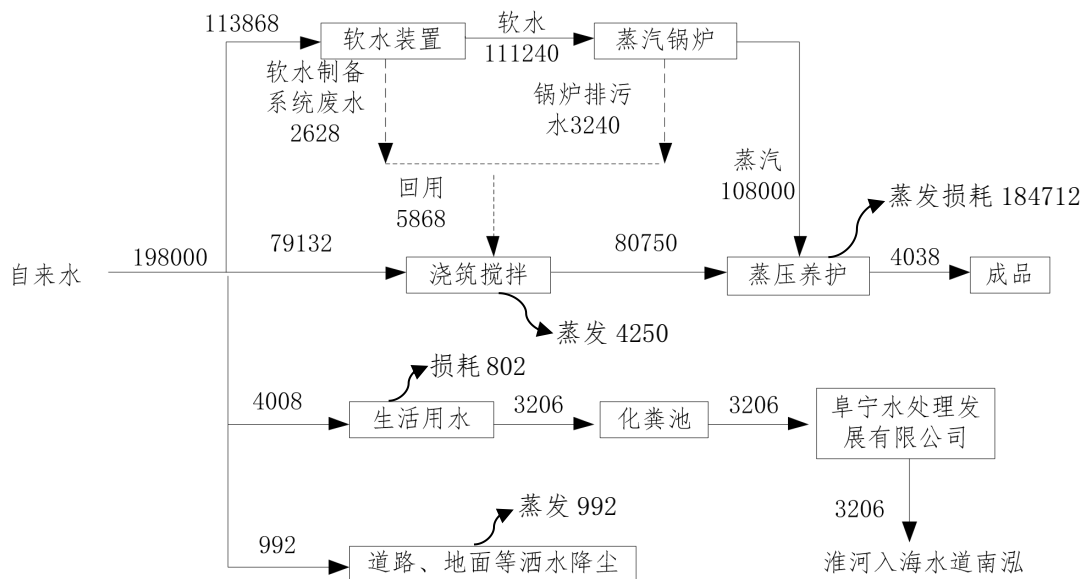 113868
软水装置
软水
111240
蒸汽锅炉
软水制备
系统废水
2628
锅炉排污
水3240
回用
5868
蒸汽
108000
蒸发损耗 184712
自来水
198000
79132
浇筑搅拌
80750
蒸压养护
4038
成品
蒸发 4250
损耗 802
4008
生活用水
3206
化粪池
3206
阜宁水处理发
展有限公司
蒸发 992
3206
992
道路、地面等洒水降尘
淮河入海水道南泓